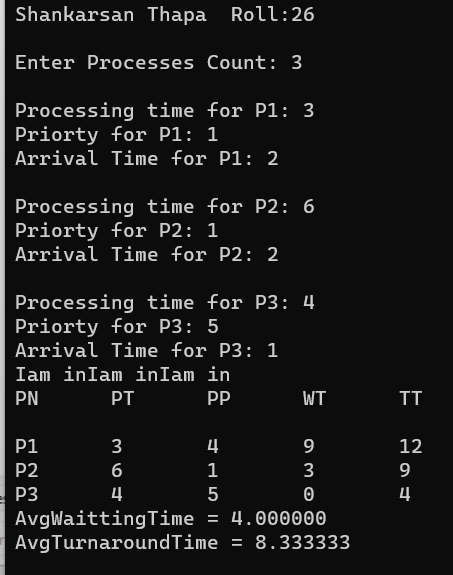 Shankarsan Thapa  Roll:26
Enter Processes Count: 3
Processing time for P1: 3
Priorty for P1: 1
Arrival Time for P1: 2
Processing time for P2: 6
Priorty for P2: 1
Arrival Time for P2: 2
Processing time for P3: 4
Priorty for P3: 5
Arrival Time for P3: 1
Iam inIam inIam in
PN PT PP WT TT
P1 3 4 9 12
P2 6 1 3 9
P3 4 5 0 4
AvgWaittingTime = 4.000000
AvgTurnaroundTime = 8.333333